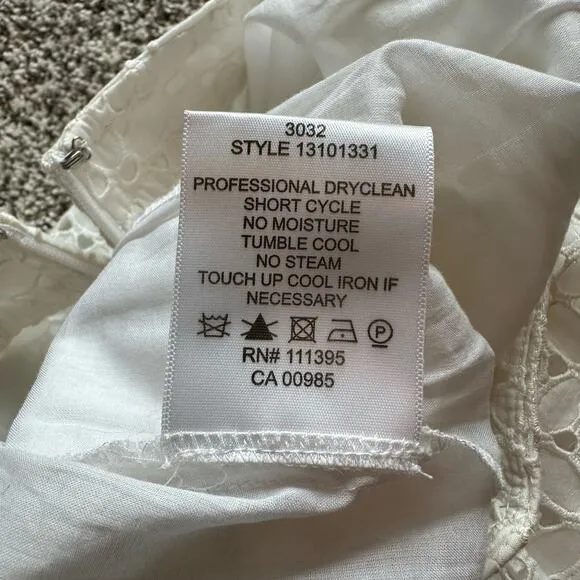 3032
STYLE 13101331
PROFESSIONAL DRYCLEAN
SHORT CYCLE
NO MOISTURE
TUMBLE COOL
NO STEAM
TOUCH UP COOL IRON IF
NECESSARY
P
RN# 111395
CA 00985